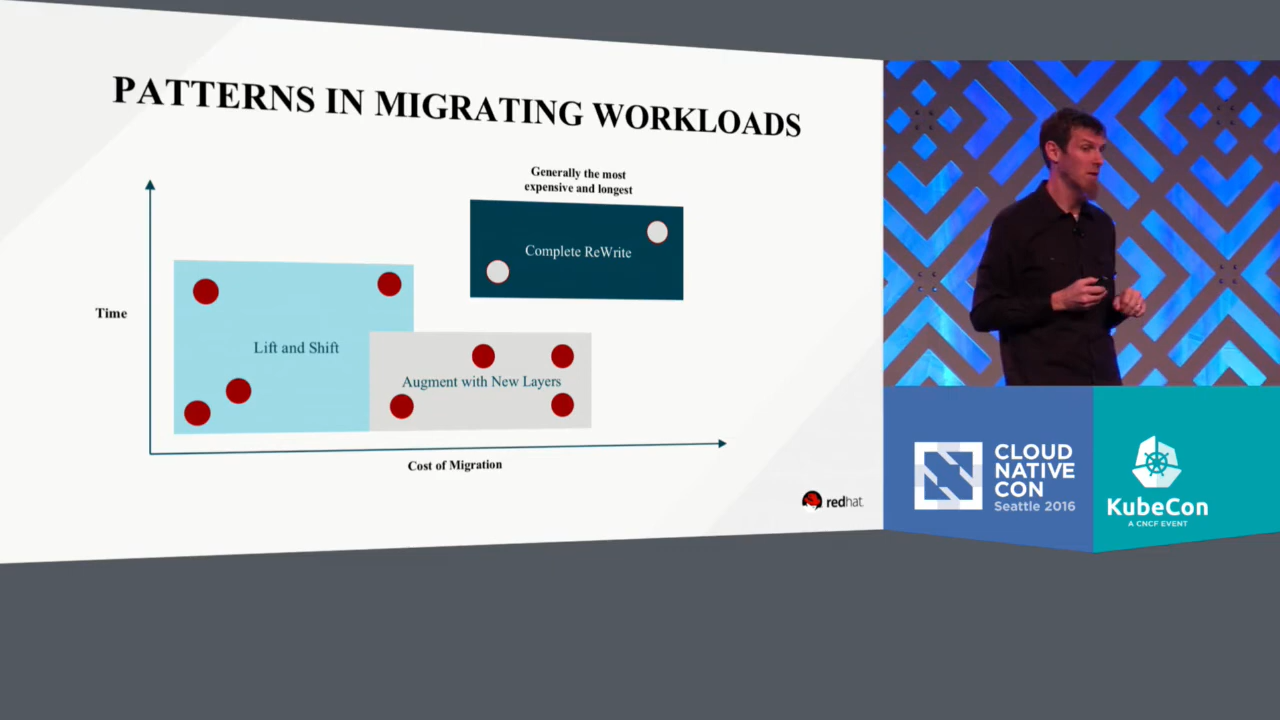 PATTERNS IN MIGRATING WORKLOADS
Generally the most
expensive and longest
Complete ReWrite
Time
Lift and Shift
Augment with New Layers
Cost of Migration
redhat.
CLOUD
NATIVE
CON
Seattle 2016
KubeCon
A CNCF EVENT